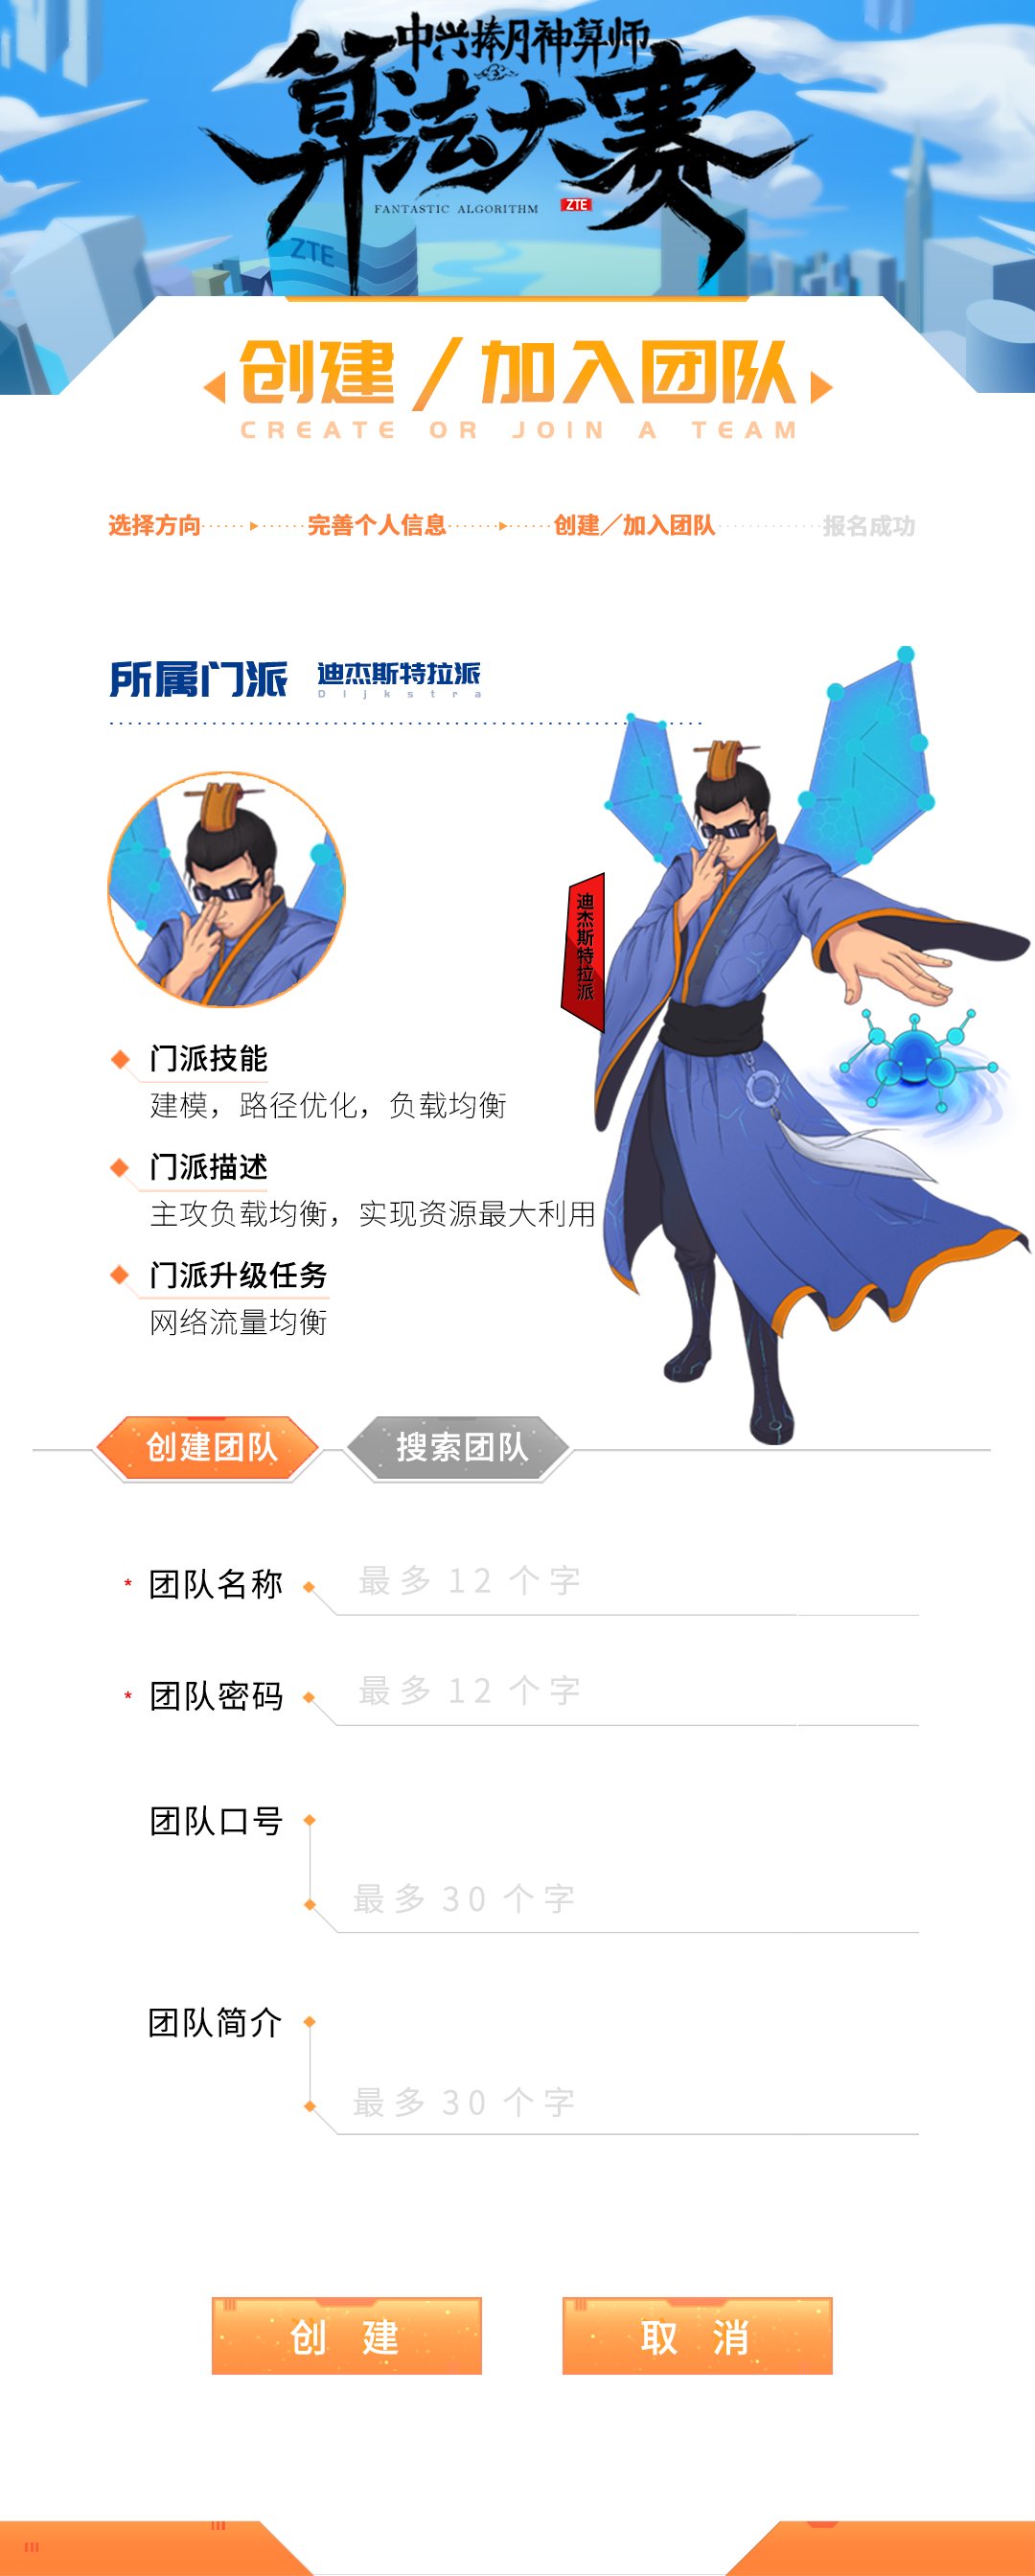 中兴捧月神算师
算法大赛
FANTASTIC ALGORITHM ZTE
ZTE
创建/加入团队
CREATE OR JOIN A TEAM
选择方向 完善个人信息 创建/加入团队 报名成功
所属门派 迪杰斯特拉派
Dijkstra
迪杰斯特拉派
门派技能
建模，路径优化，负载均衡
门派描述
主攻负载均衡，实现资源最大利用
门派升级任务
网络流量均衡
创建团队 搜索团队
* 团队名称 最多 12 个字
* 团队密码 最多 12 个字
团队口号
最多 30 个字
团队简介
最多 30 个字
创 建 取 消